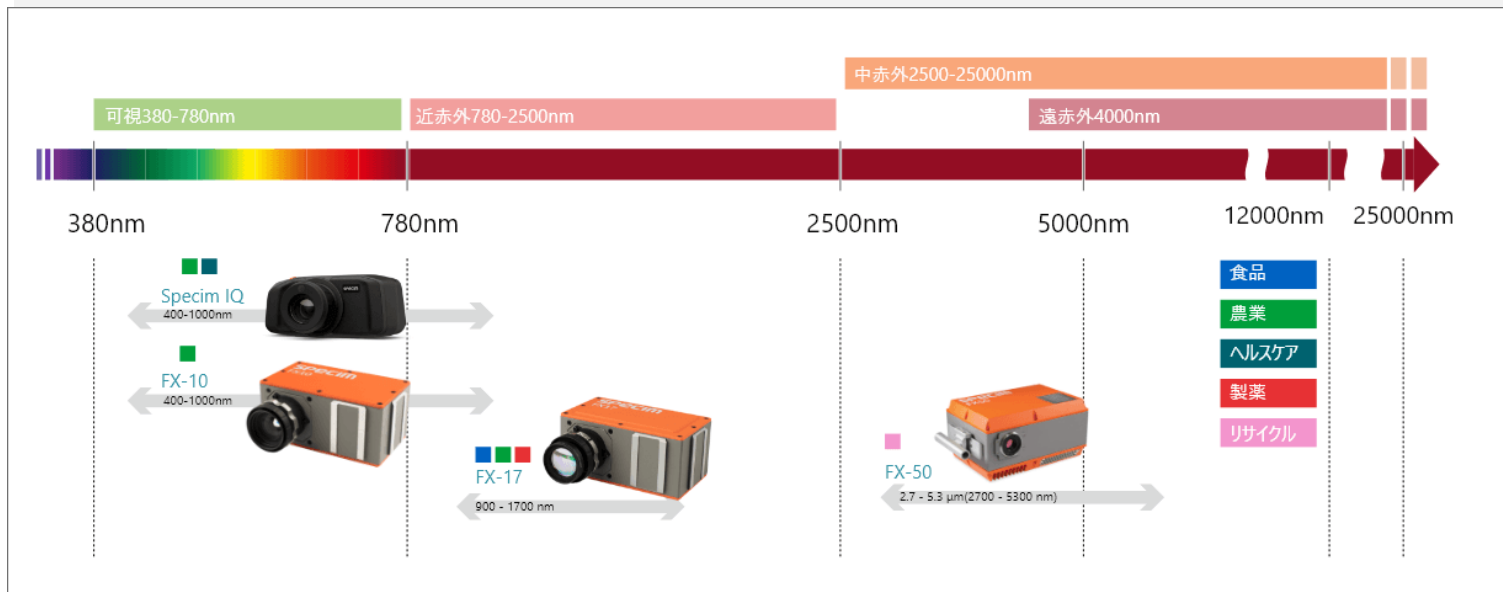 中赤外2500-25000nm
可視380-780nm
近赤外780-2500nm
遠赤外4000nm
380nm
780nm
2500nm
5000nm
12000nm
25000nm
Specim IQ
400-1000nm
SPECIM
FX-10
400-1000nm
specim
FX-17
900 - 1700 nm
specim
FX-50
2.7 - 5.3 μm(2700 - 5300 nm)
食品
農業
ヘルスケア
製薬
リサイクル